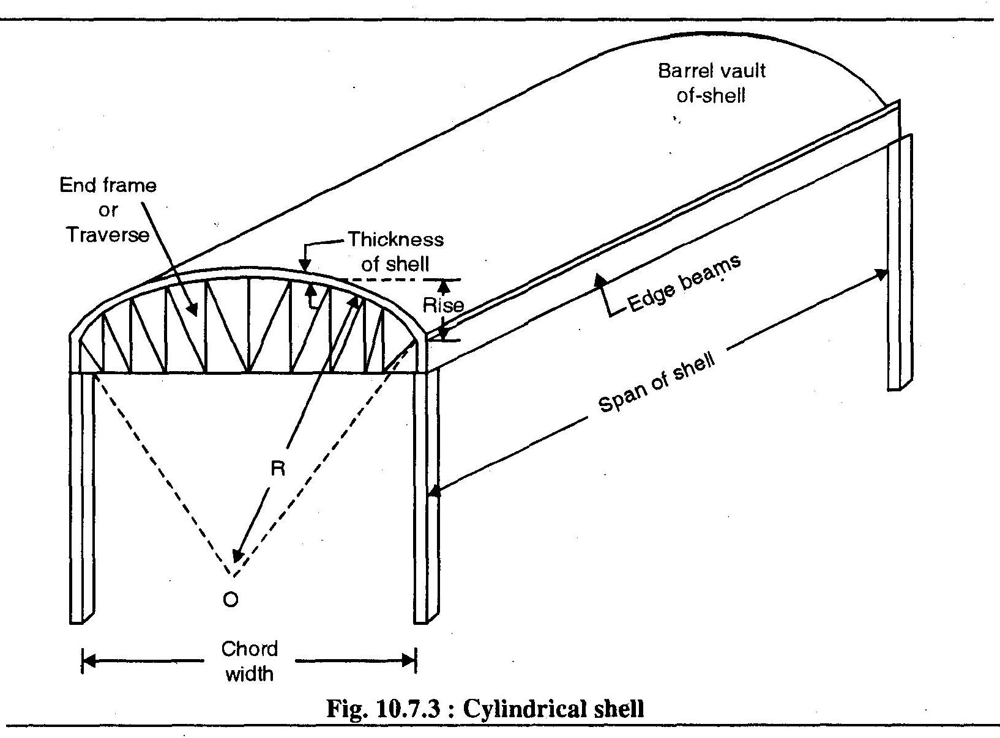 Barrel vault
of-shell
End frame
or
Traverse
Thickness
of shell
Rise
Edge beams
Span of shell
R
O
Chord
width
Fig. 10.7.3 : Cylindrical shell